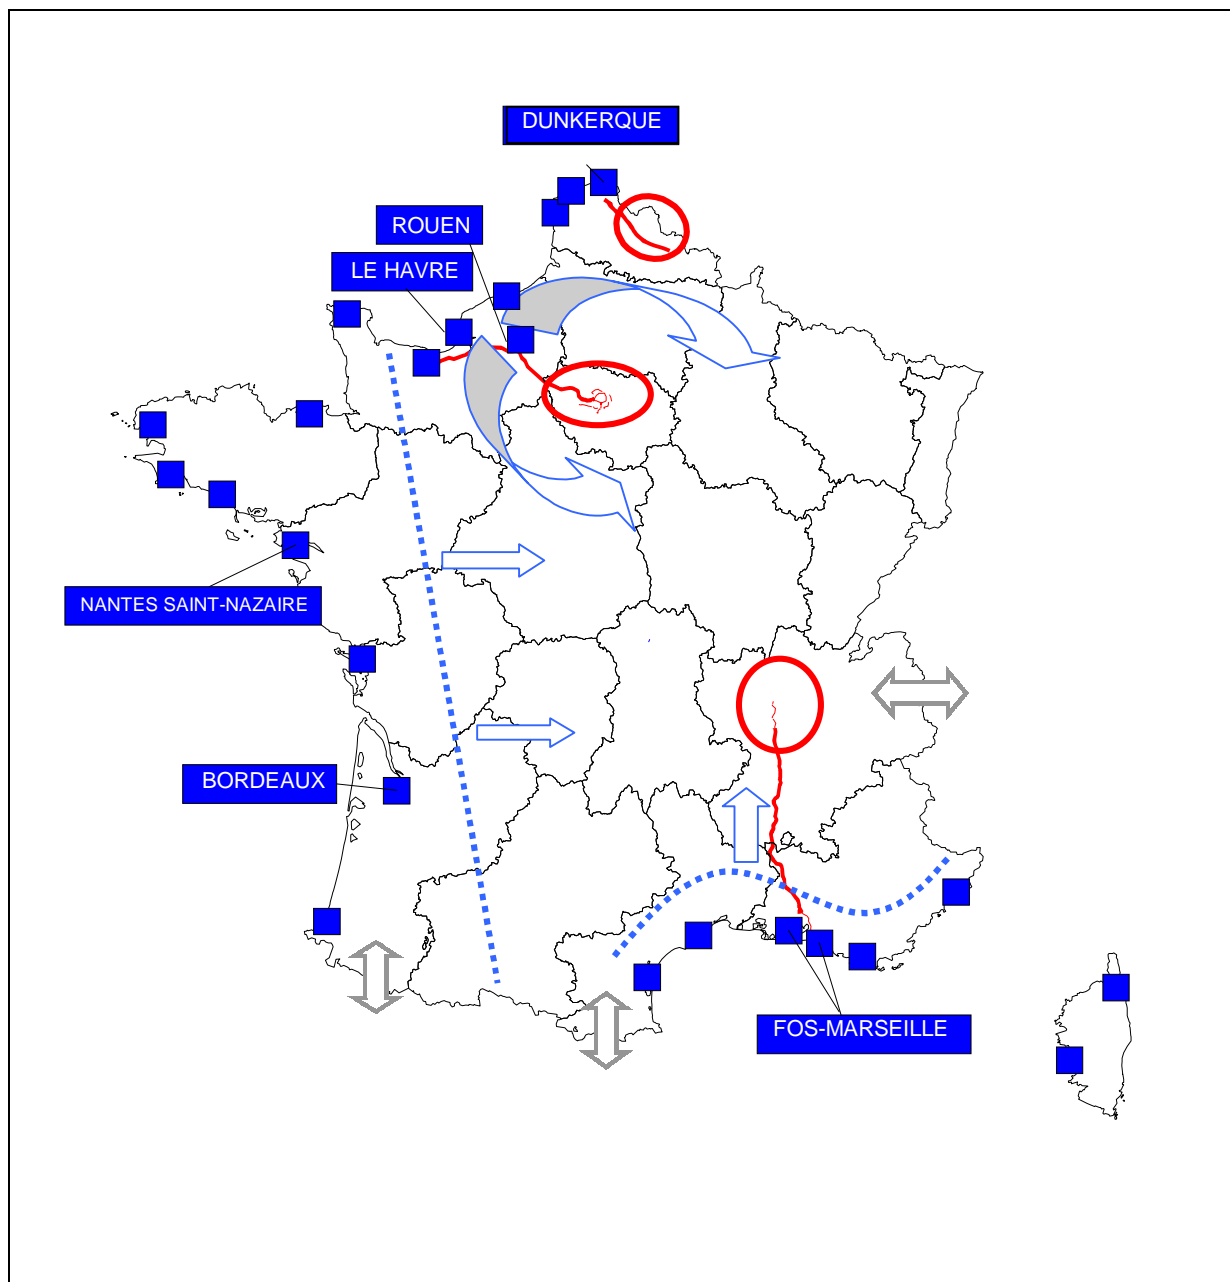 DUNKERQUE
ROUEN
LE HAVRE
NANTES SAINT-NAZAIRE
BORDEAUX
FOS-MARSEILLE